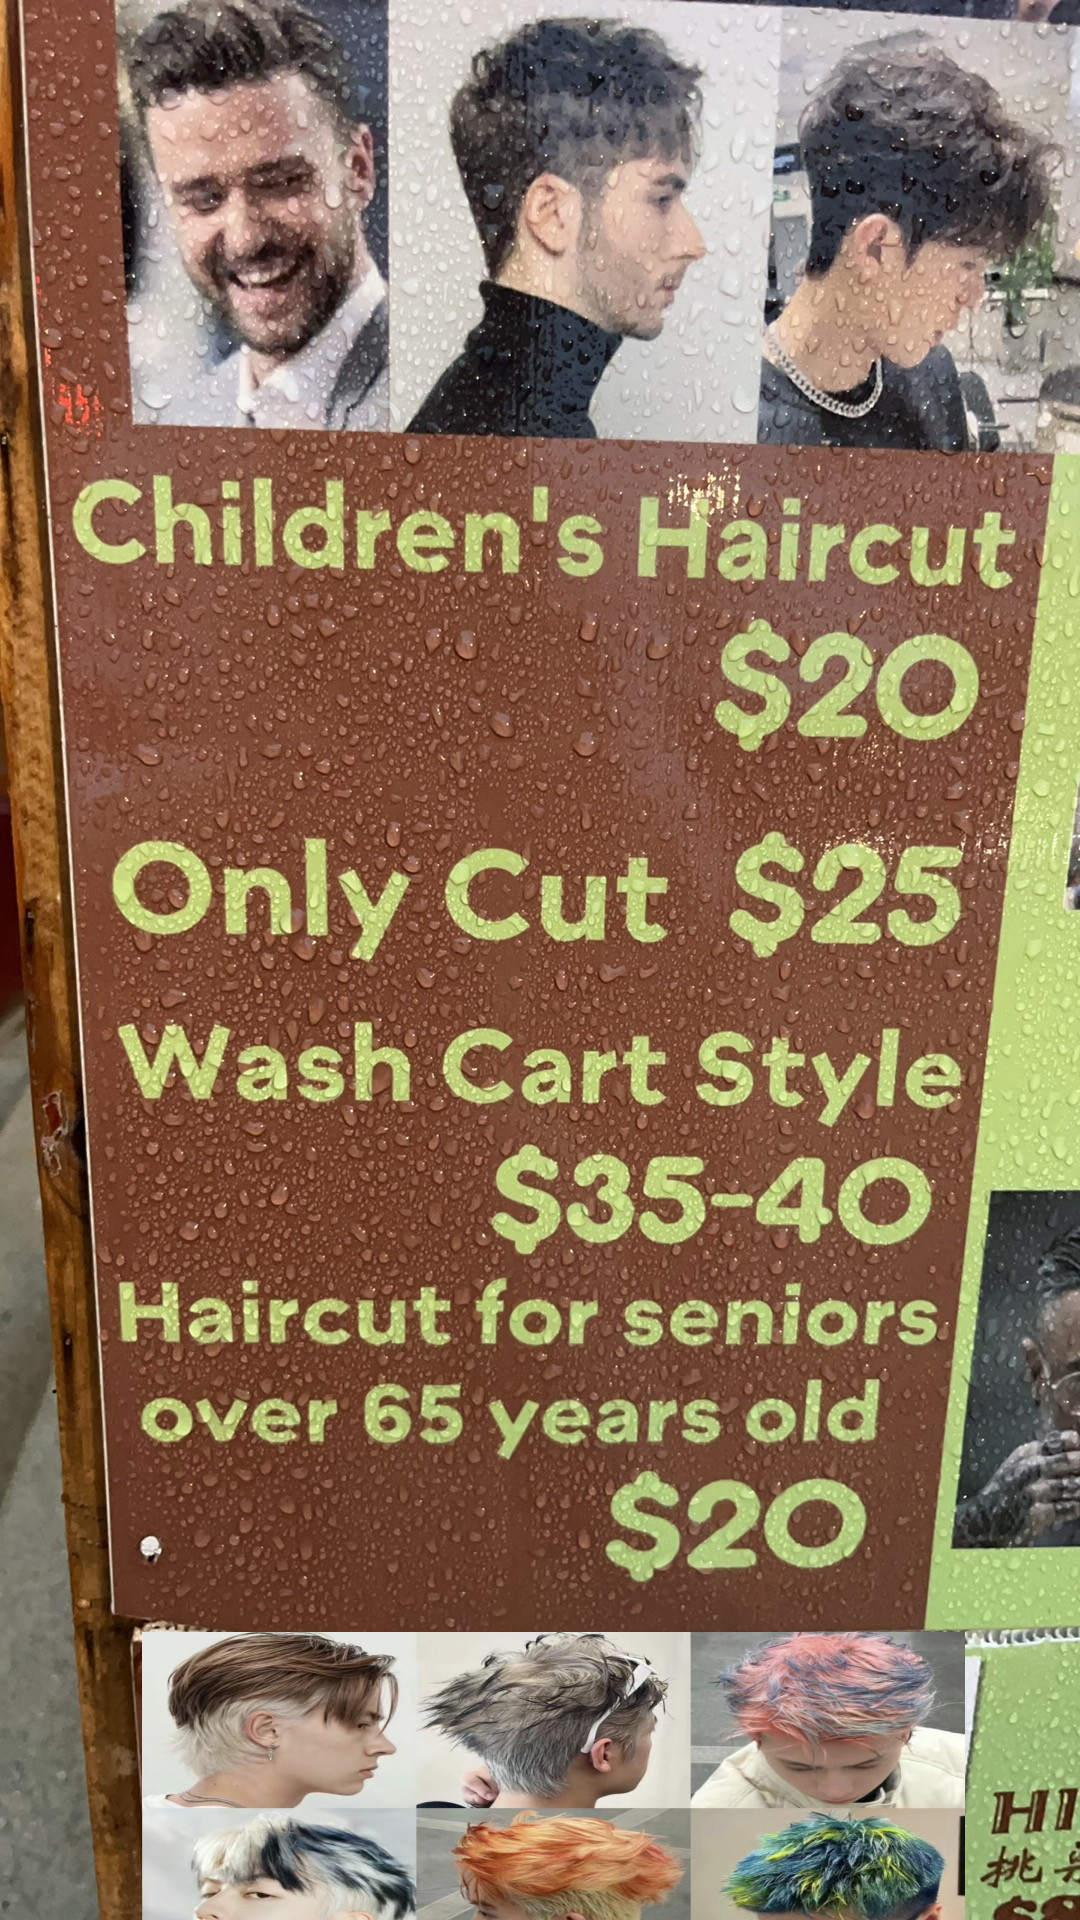 Children's Haircut
$20
Only Cut $25
Wash Cart Style
$35-40
Haircut for seniors
over 65 years old
$20
挑